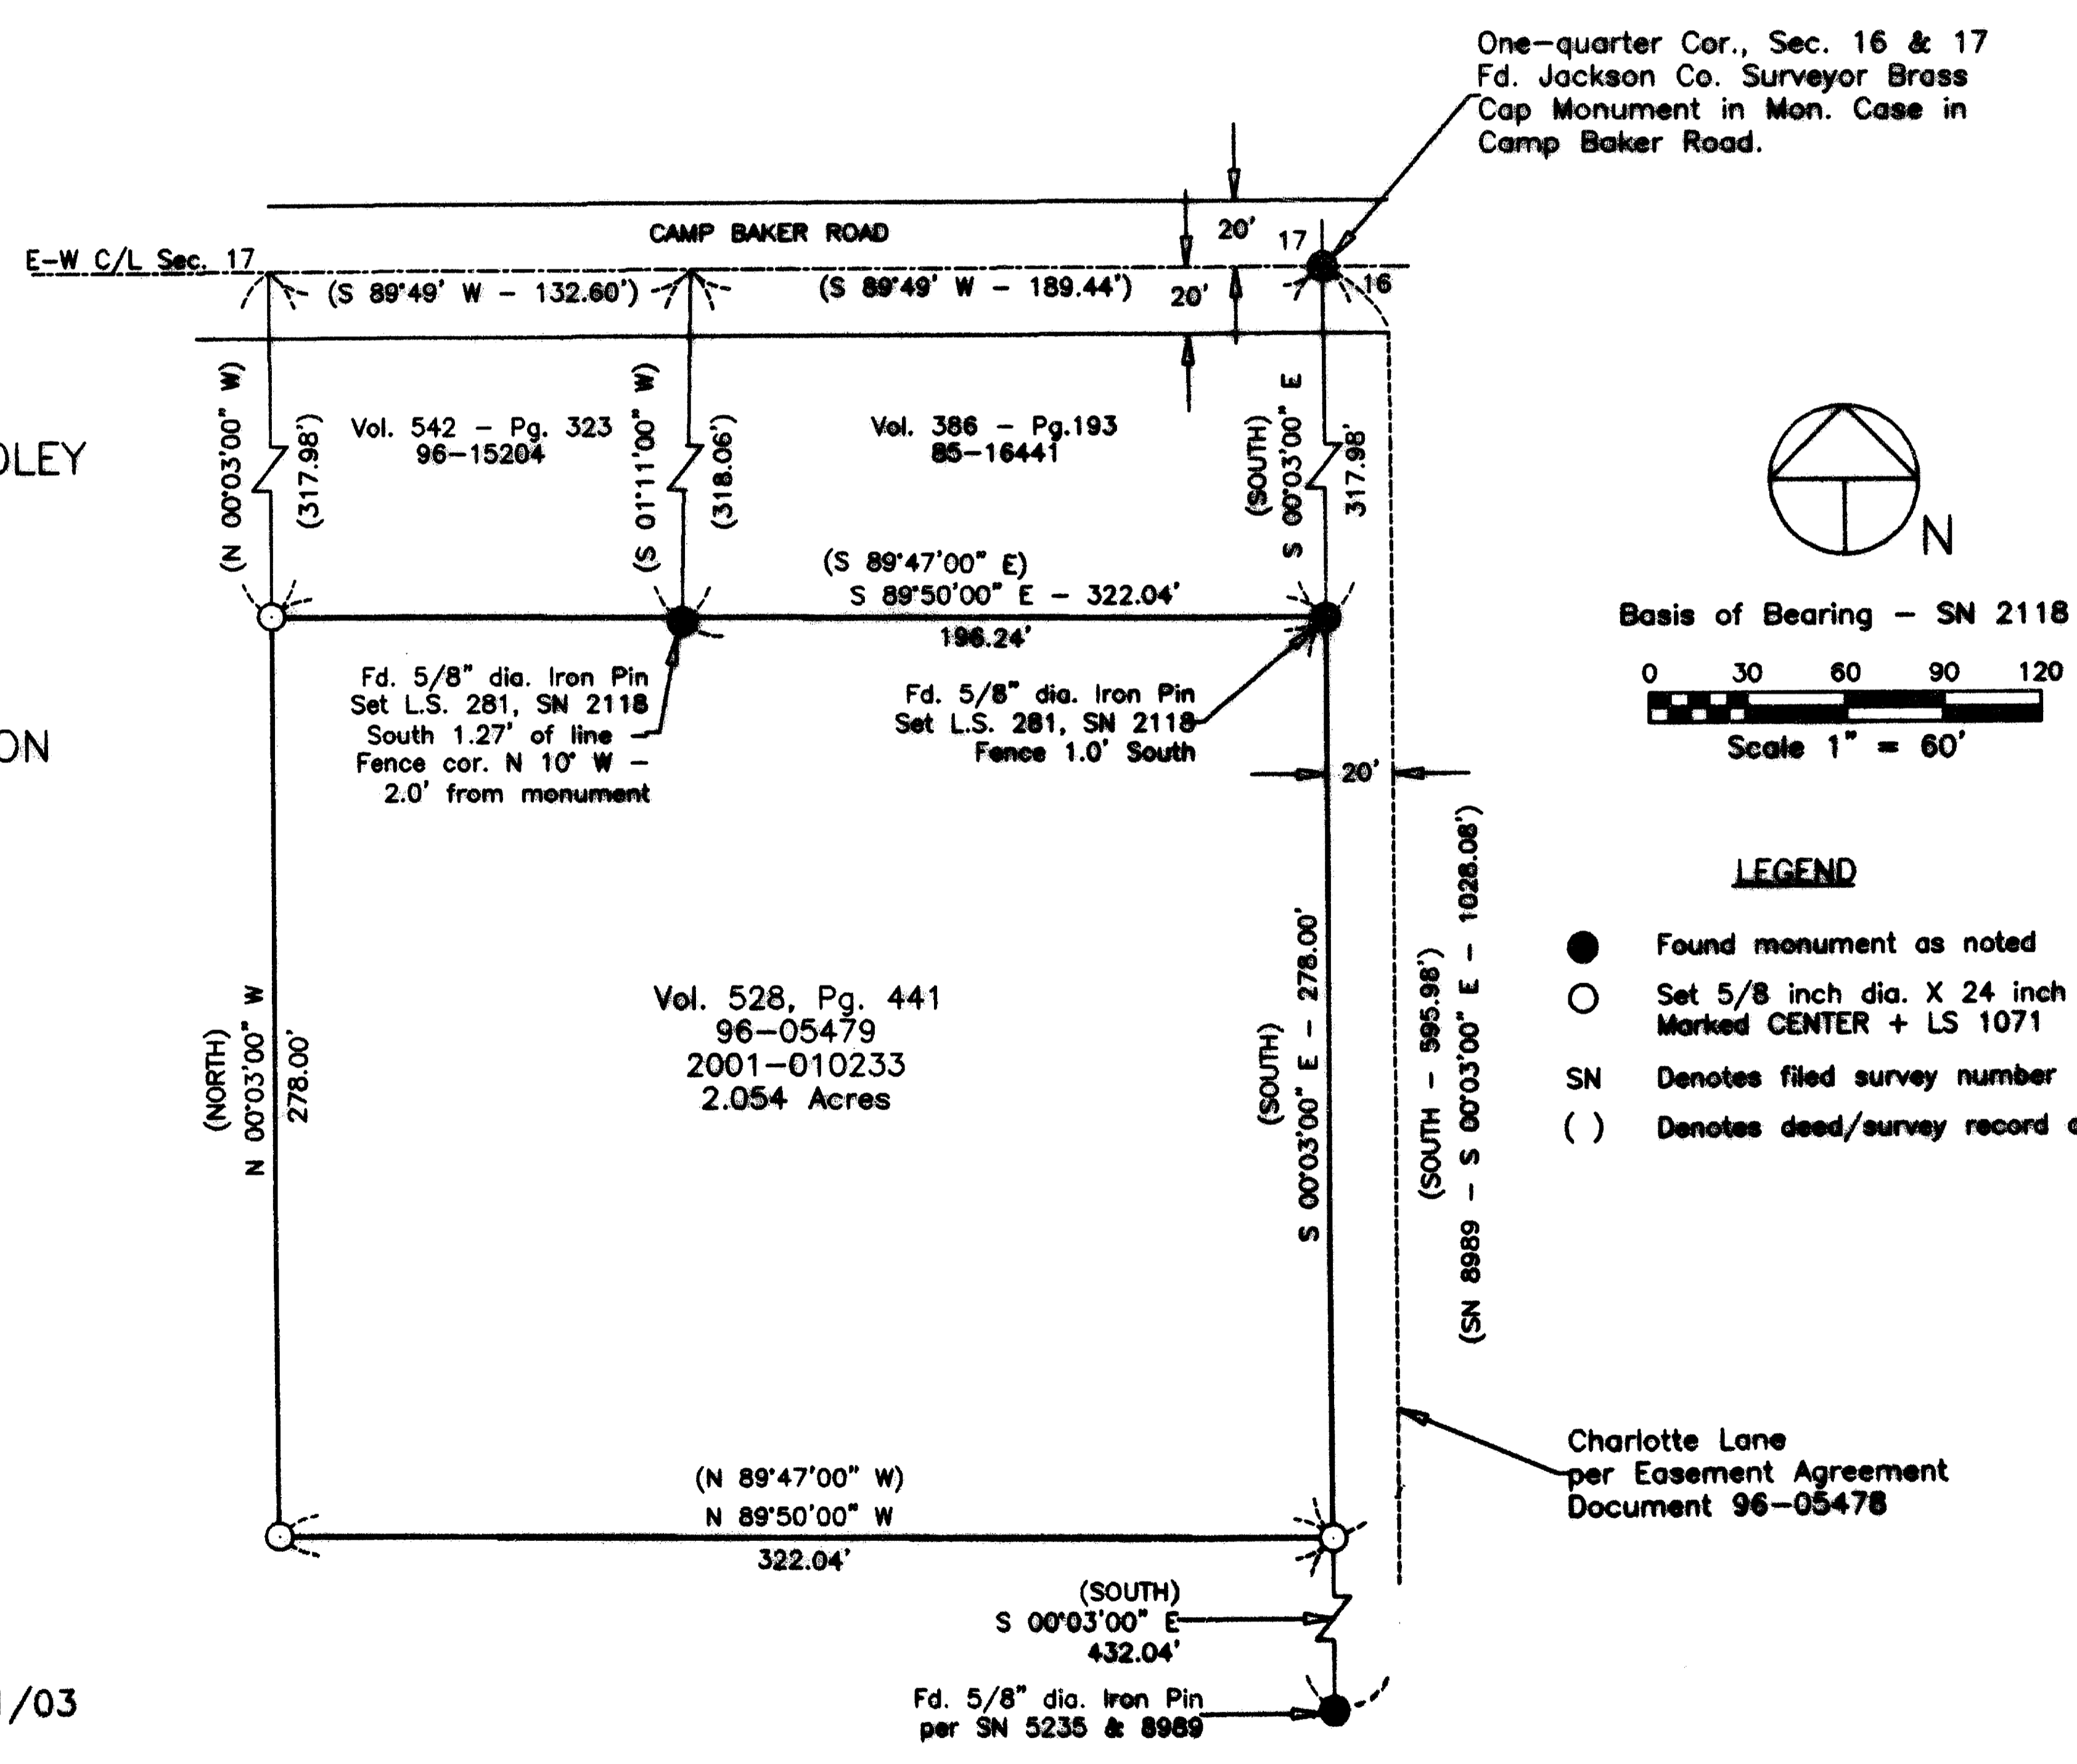 One-quarter Cor., Sec. 16 & 17
Fd. Jackson Co. Surveyor Brass
Cap Monument in Mon. Case in
Camp Baker Road.
CAMP BAKER ROAD
20'
17
E-W C/L Sec. 17
(S 89°49' W - 132.60')
(S 89°49' W - 189.44')
20'
16
(N 00°03'00" W)
(317.98')
Vol. 542 - Pg. 323
96-15204
(S 01°11'00" W)
(318.06')
Vol. 386 - Pg.193
85-16441
(SOUTH)
S 00°03'00" E
317.98'
DLEY
N
(S 89°47'00" E)
S 89°50'00" E - 322.04'
196.24'
Basis of Bearing - SN 2118
0 30 60 90 120
Scale 1" = 60'
Fd. 5/8" dia. Iron Pin
Set L.S. 281, SN 2118
South 1.27' of line
Fence cor. N 10° W -
2.0' from monument
Fd. 5/8" dia. Iron Pin
Set L.S. 281, SN 2118
Fence 1.0' South
ON
20'
LEGEND
Found monument as noted
Set 5/8 inch dia. X 24 inch
Marked CENTER + LS 1071
SN Denotes filed survey number
( ) Denotes deed/survey record
(NORTH)
N 00°03'00" W
278.00'
Vol. 528, Pg. 441
96-05479
2001-010233
2.054 Acres
(SOUTH)
S 00°03'00" E - 278.00'
(SOUTH - 595.98')
(SN 8989 - S 00°03'00" E - 1028.08')
Charlotte Lane
per Easement Agreement
Document 96-05478
(N 89°47'00" W)
N 89°50'00" W
322.04'
(SOUTH)
S 00°03'00" E
432.04'
Fd. 5/8" dia. Iron Pin
per SN 5235 & 8989
/03